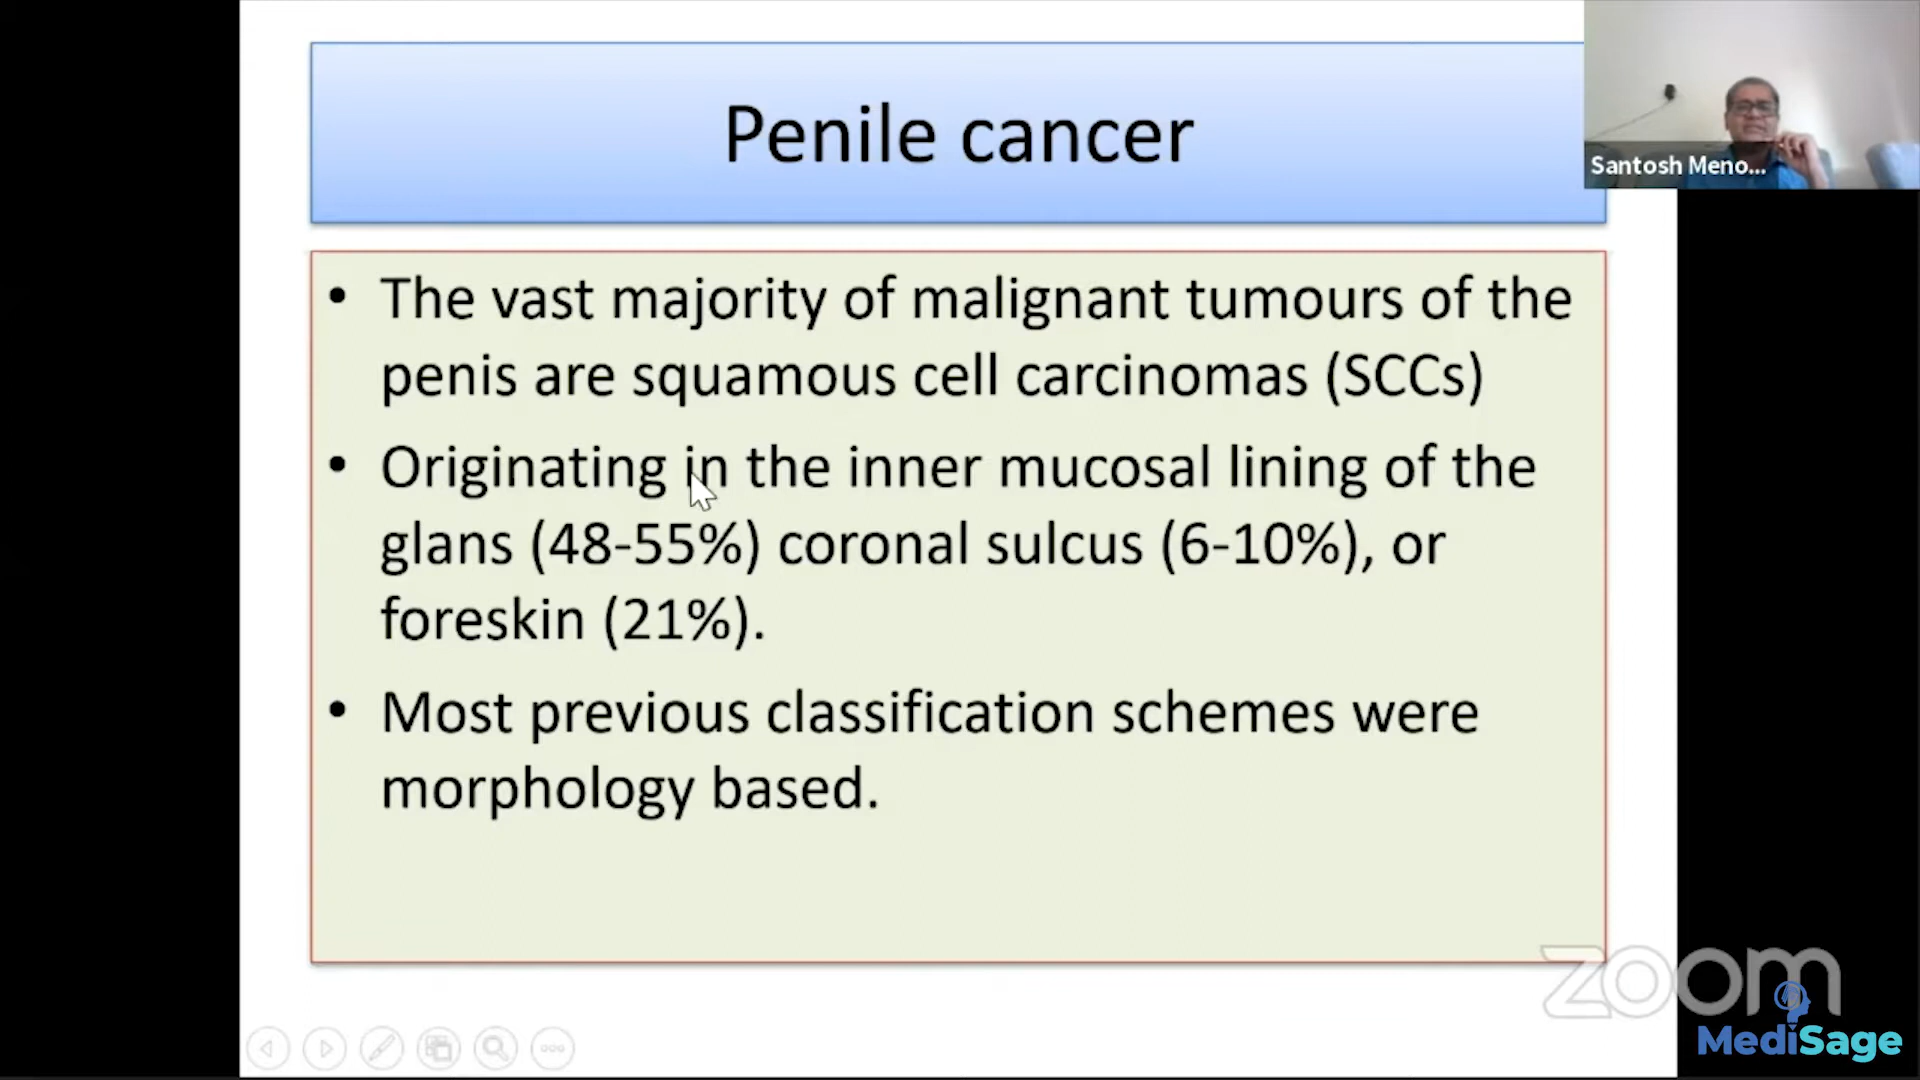 Penile cancer
Santosh Meno...
• The vast majority of malignant tumours of the
penis are squamous cell carcinomas (SCCs)
• Originating in the inner mucosal lining of the
glans (48-55%) coronal sulcus (6-10%), or
foreskin (21%).
• Most previous classification schemes were
morphology based.
zoom
MediSage